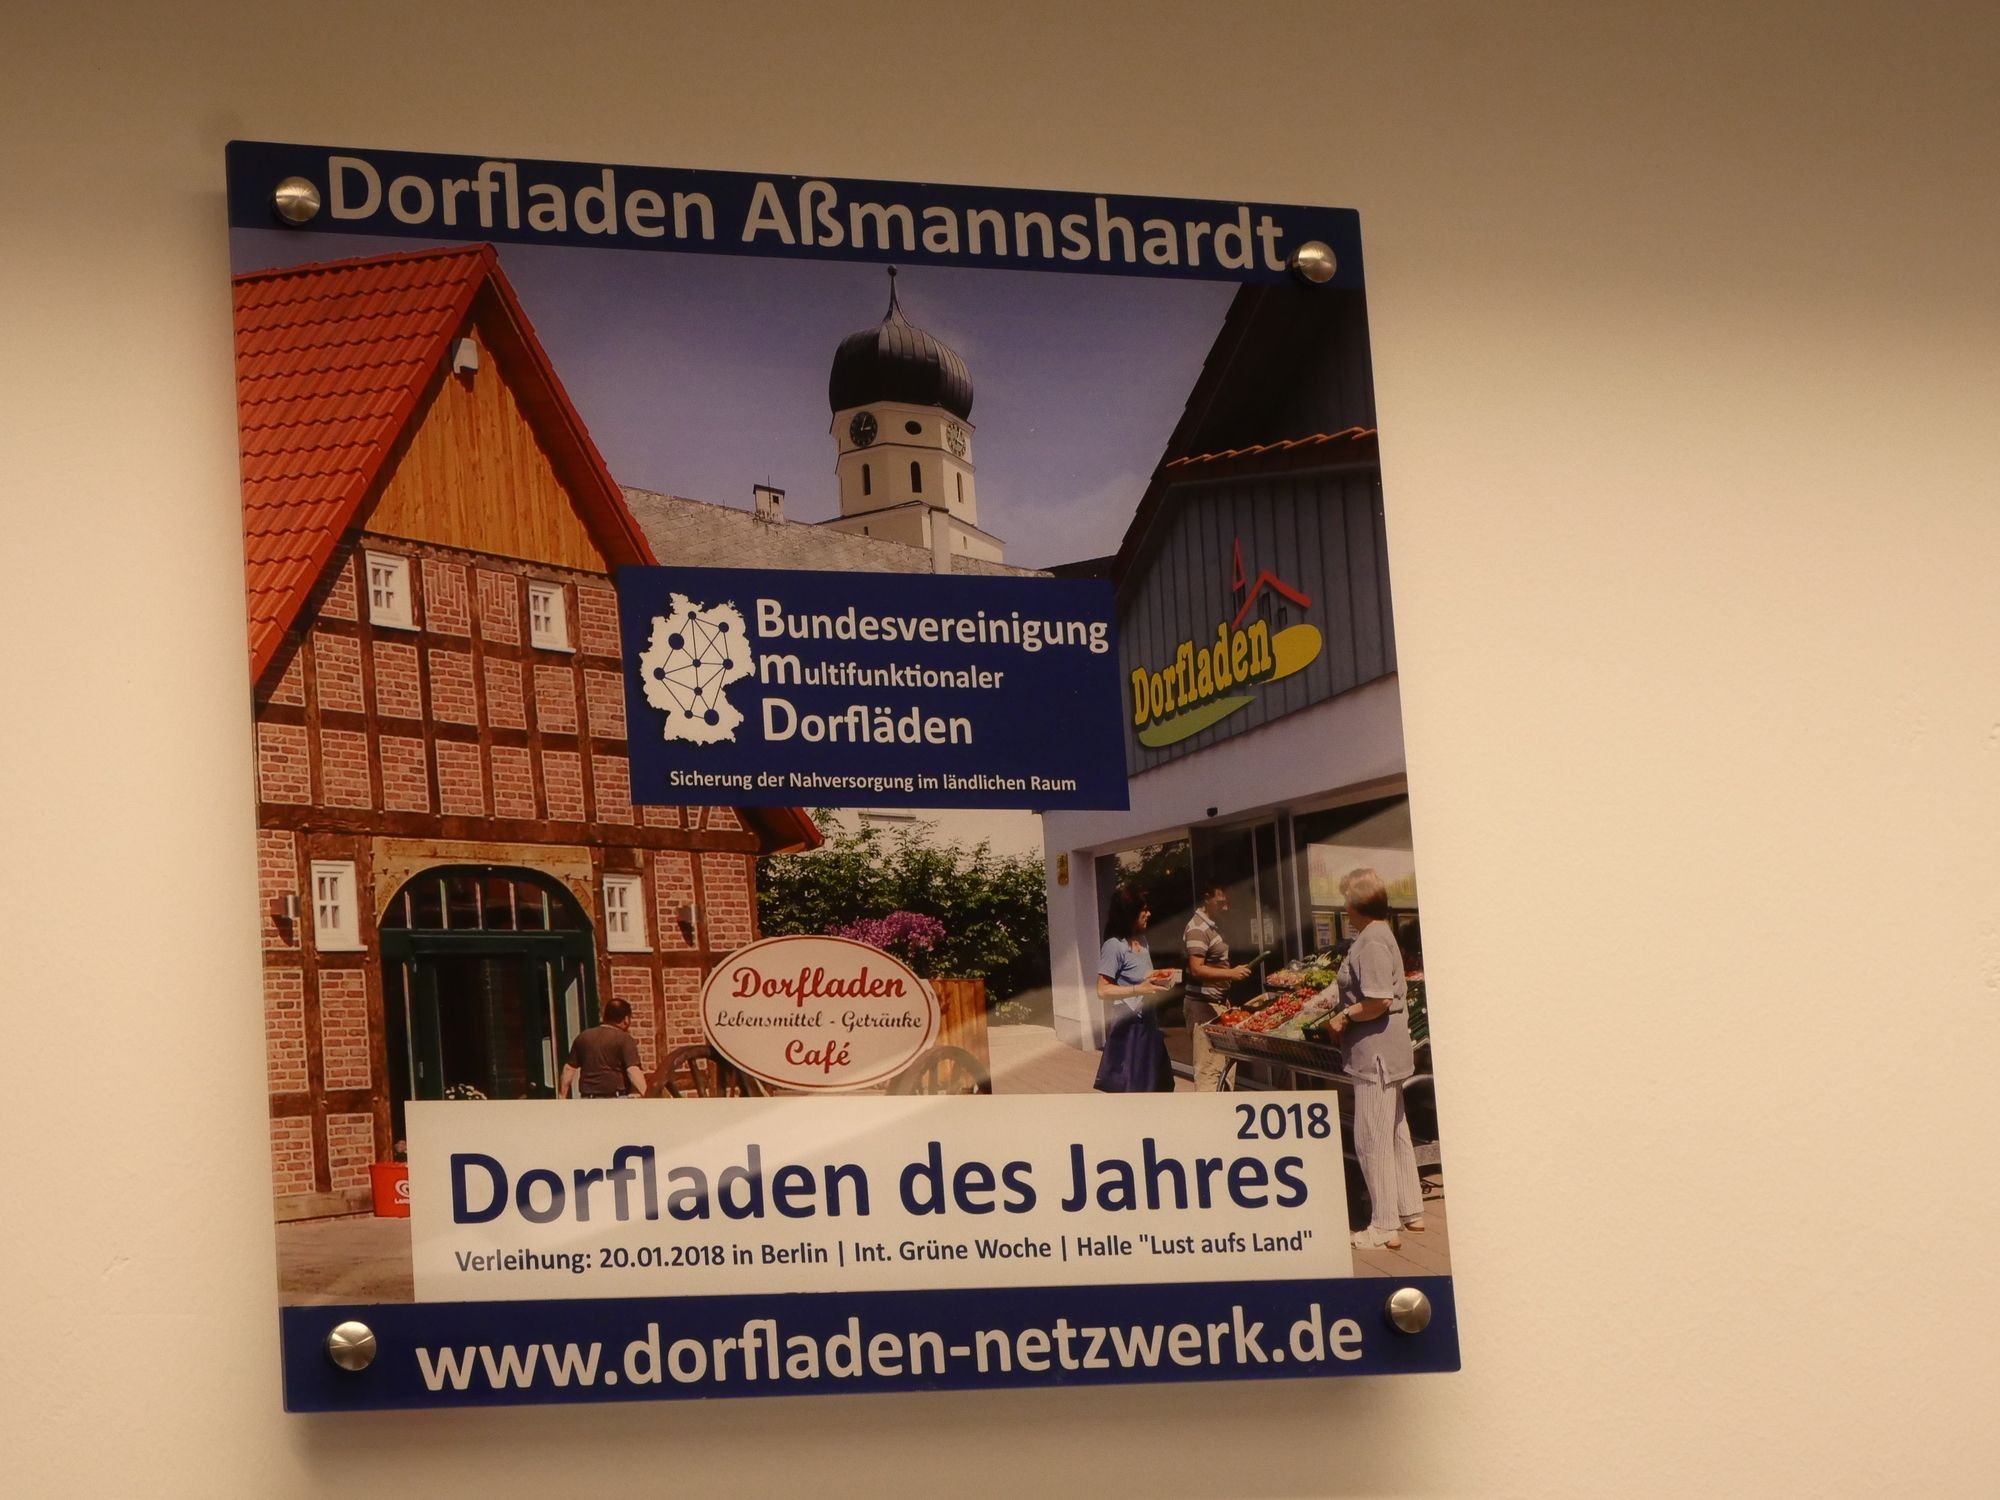 Dorfladen Aßmannshardt
Bundesvereinigung
multifunktionaler
Dorfläden
Sicherung der Nahversorgung im ländlichen Raum
Dorfladen
Dorfladen
Lebensmittel - Getränke
Café
2018
Dorfladen des Jahres
Verleihung: 20.01.2018 in Berlin | Int. Grüne Woche | Halle "Lust aufs Land"
www.dorfladen-netzwerk.de